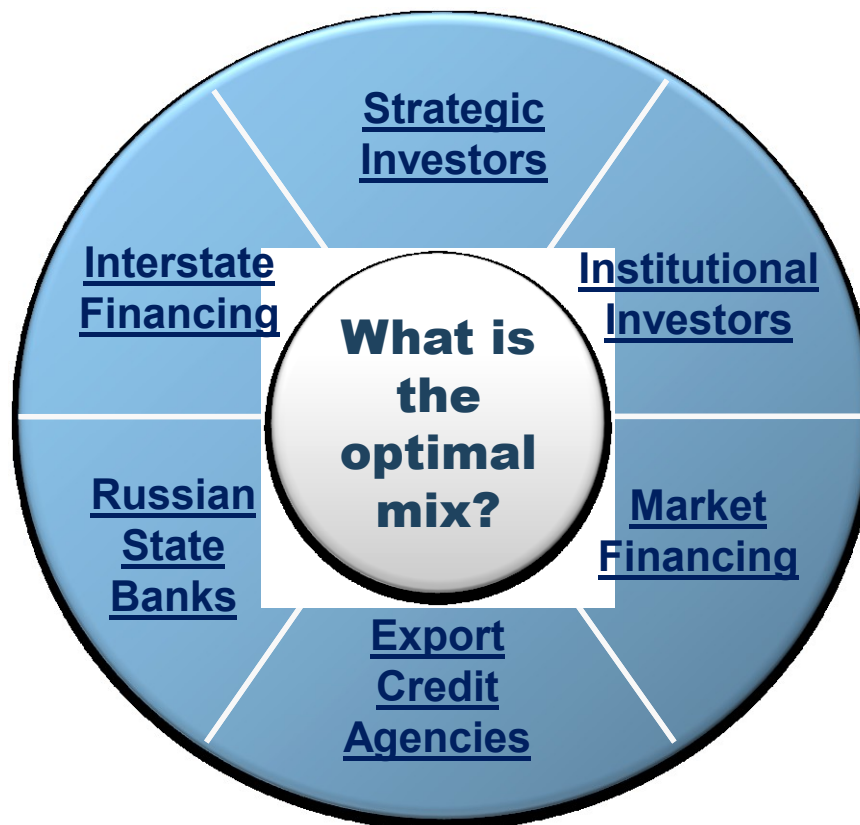 Strategic
Investors
Interstate
Financing
Institutional
Investors
What is
the
optimal
mix?
Russian
State
Banks
Market
Financing
Export
Credit
Agencies